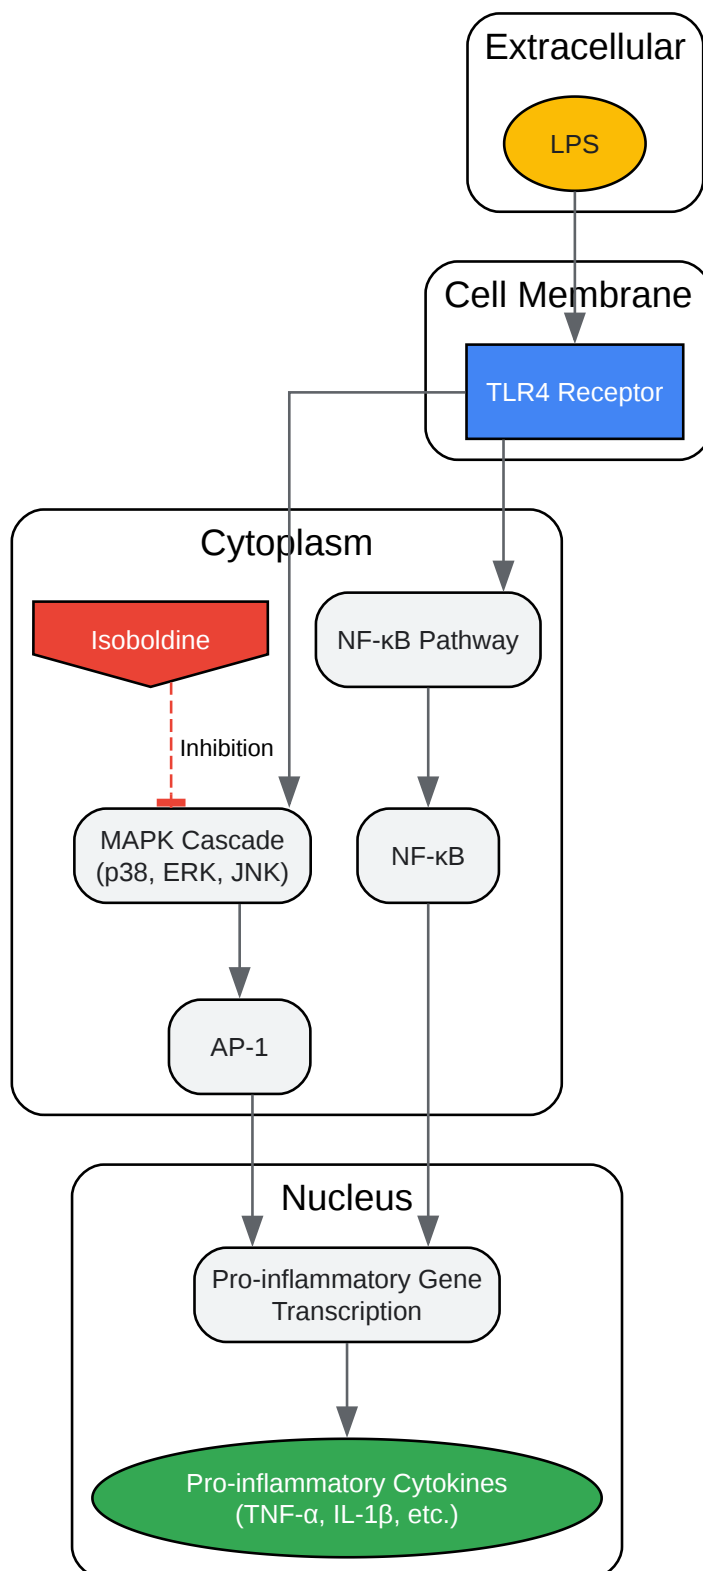 Extracellular
LPS
Cell Membrane
TLR4 Receptor
Cytoplasm
Isoboldine
NF-κB Pathway
Inhibition
MAPK Cascade
(p38, ERK, JNK)
NF-κB
AP-1
Nucleus
Pro-inflammatory Gene
Transcription
Pro-inflammatory Cytokines
(TNF-α, IL-1β, etc.)